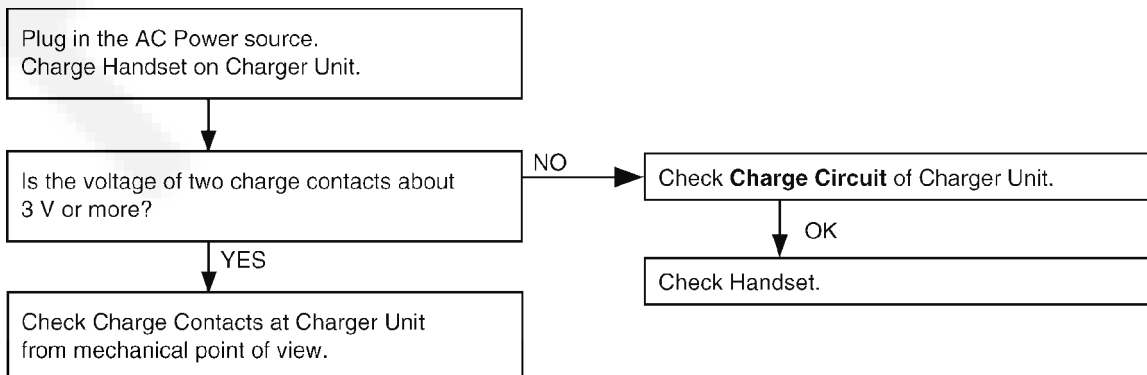 Plug in the AC Power source.
Charge Handset on Charger Unit.
Is the voltage of two charge contacts about
3 V or more?
NO
Check Charge Circuit of Charger Unit.
OK
Check Handset.
YES
Check Charge Contacts at Charger Unit
from mechanical point of view.